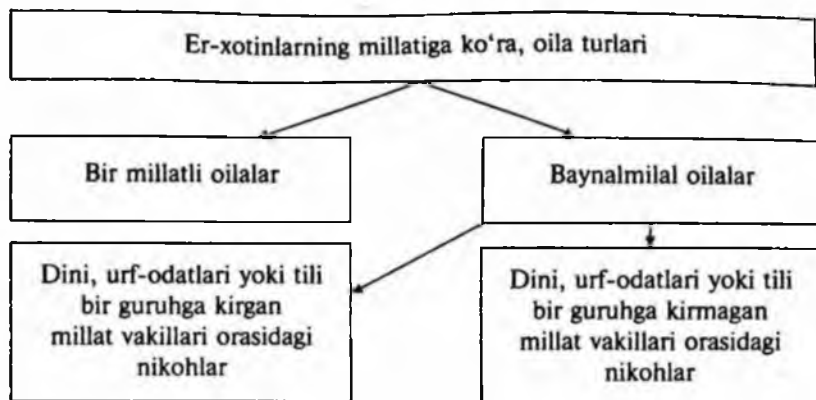 Er-xotinlarning millatiga ko‘ra, oila turlari
Bir millatli oilalar
Baynalmilal oilalar
Dini, urf-odatlari yoki tili
bir guruhga kirgan
millat vakillari orasidagi
nikohlar
Dini, urf-odatlari yoki tili
bir guruhga kirmagan
millat vakillari orasidagi
nikohlar